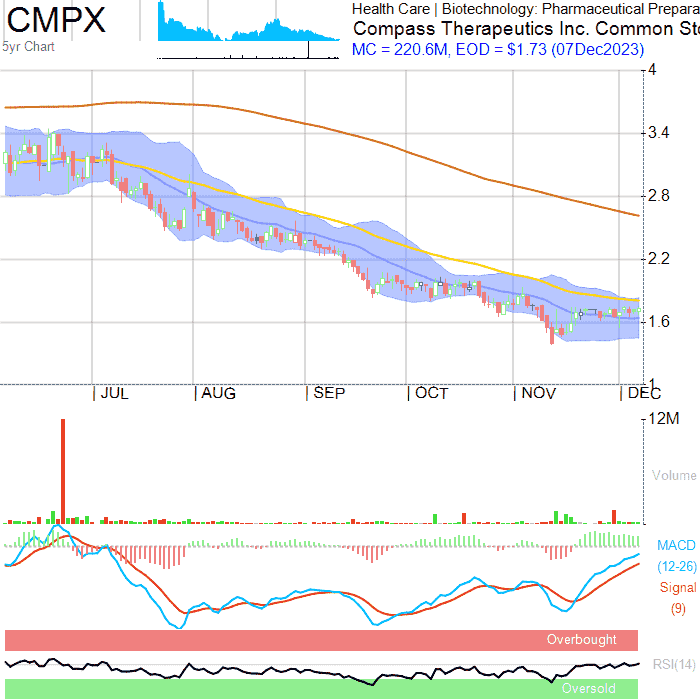 CMPX
5yr Chart
Health Care | Biotechnology: Pharmaceutical Prepara
Compass Therapeutics Inc. Common Sto
MC = 220.6M, EOD = $1.73 (07Dec2023)
4
3.4
2.8
2.2
1.6
1
JUL AUG SEP OCT NOV DEC
12M
Volume
MACD
(12-26)
Signal
(9)
Overbought
RSI(14)
Oversold